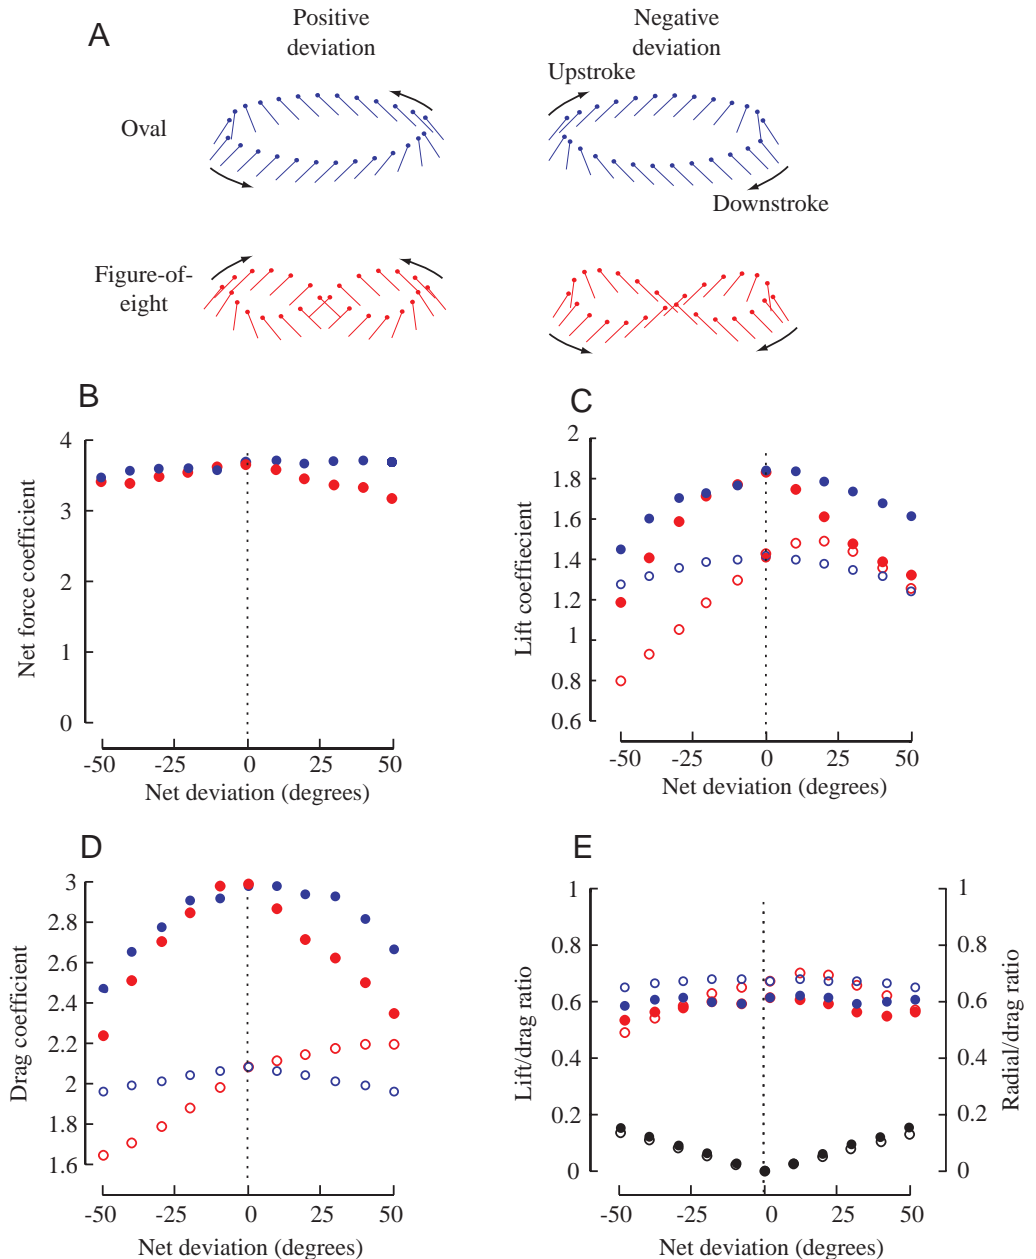 A
Positive
deviation
Negative
deviation
Upstroke
Oval
Downstroke
Figure-of-
eight
B
Net force coefficient
4
3
2
1
0
-50 -25 0 25 50
Net deviation (degrees)
C
Lift coeffiecient
2
1.8
1.6
1.4
1.2
1
0.8
0.6
-50 -25 0 25 50
Net deviation (degrees)
D
Drag coefficient
3
2.8
2.6
2.4
2.2
2
1.8
1.6
-50 -25 0 25 50
Net deviation (degrees)
E
Lift/drag ratio
1
0.8
0.6
0.4
0.2
0
Radial/drag ratio
1
0.8
0.6
0.4
0.2
0
-50 -25 0 25 50
Net deviation (degrees)